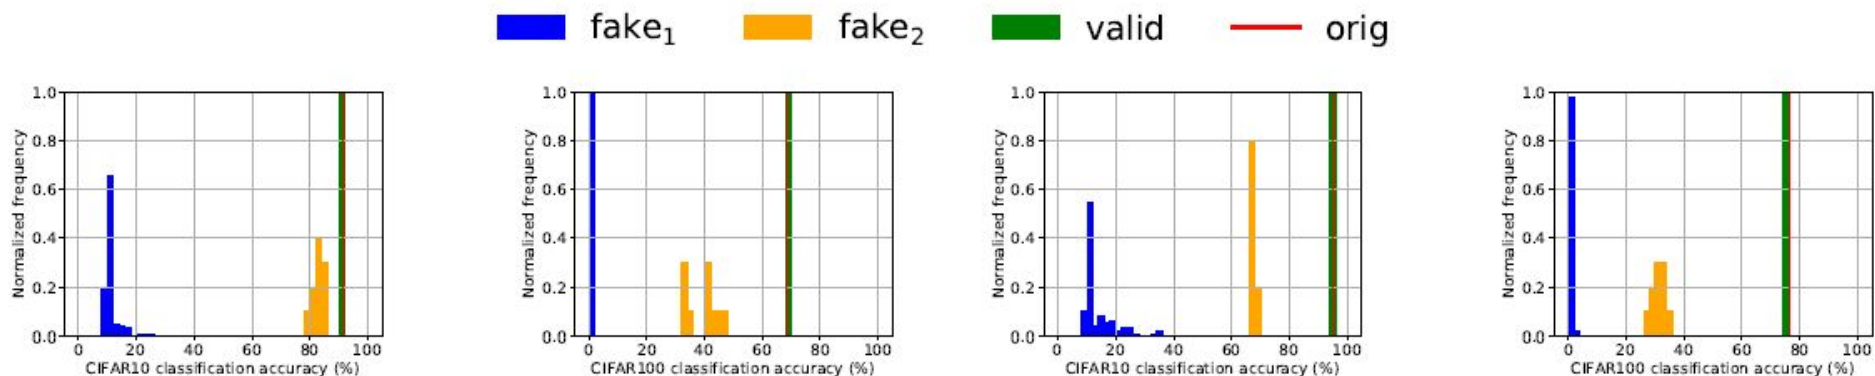 fake₁ fake₂ valid orig
Normalized frequency
1.0
0.8
0.6
0.4
0.2
0.0
0 20 40 60 80 100
CIFAR10 classification accuracy (%)
Normalized frequency
1.0
0.8
0.6
0.4
0.2
0.0
0 20 40 60 80 100
CIFAR100 classification accuracy (%)
Normalized frequency
1.0
0.8
0.6
0.4
0.2
0.0
0 20 40 60 80 100
CIFAR10 classification accuracy (%)
Normalized frequency
1.0
0.8
0.6
0.4
0.2
0.0
0 20 40 60 80 100
CIFAR100 classification accuracy (%)